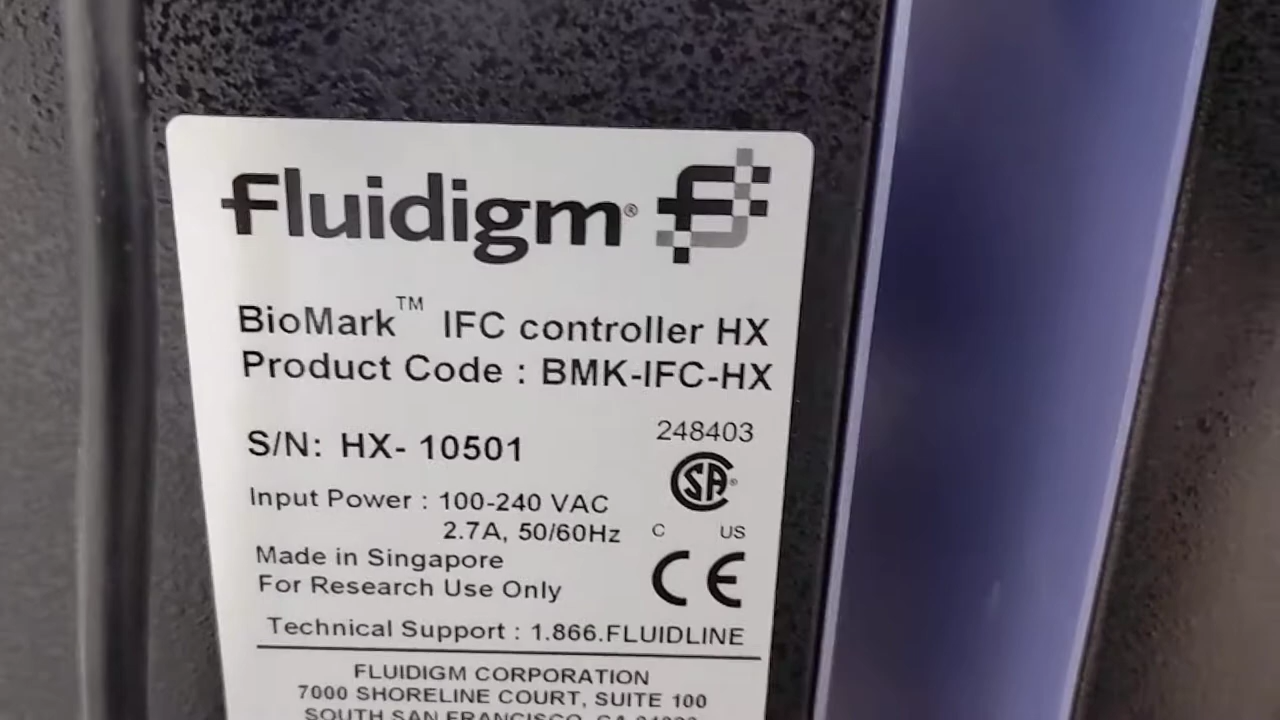 fluidigm®
BioMark™ IFC controller HX
Product Code : BMK-IFC-HX
248403
S/N: HX- 10501
SA®
C US
Input Power : 100-240 VAC
2.7A, 50/60Hz
CE
Made in Singapore
For Research Use Only
Technical Support : 1.866.FLUIDLINE
FLUIDIGM CORPORATION
7000 SHORELINE COURT, SUITE 100
SOUTH SAN FRANCISCO, CA